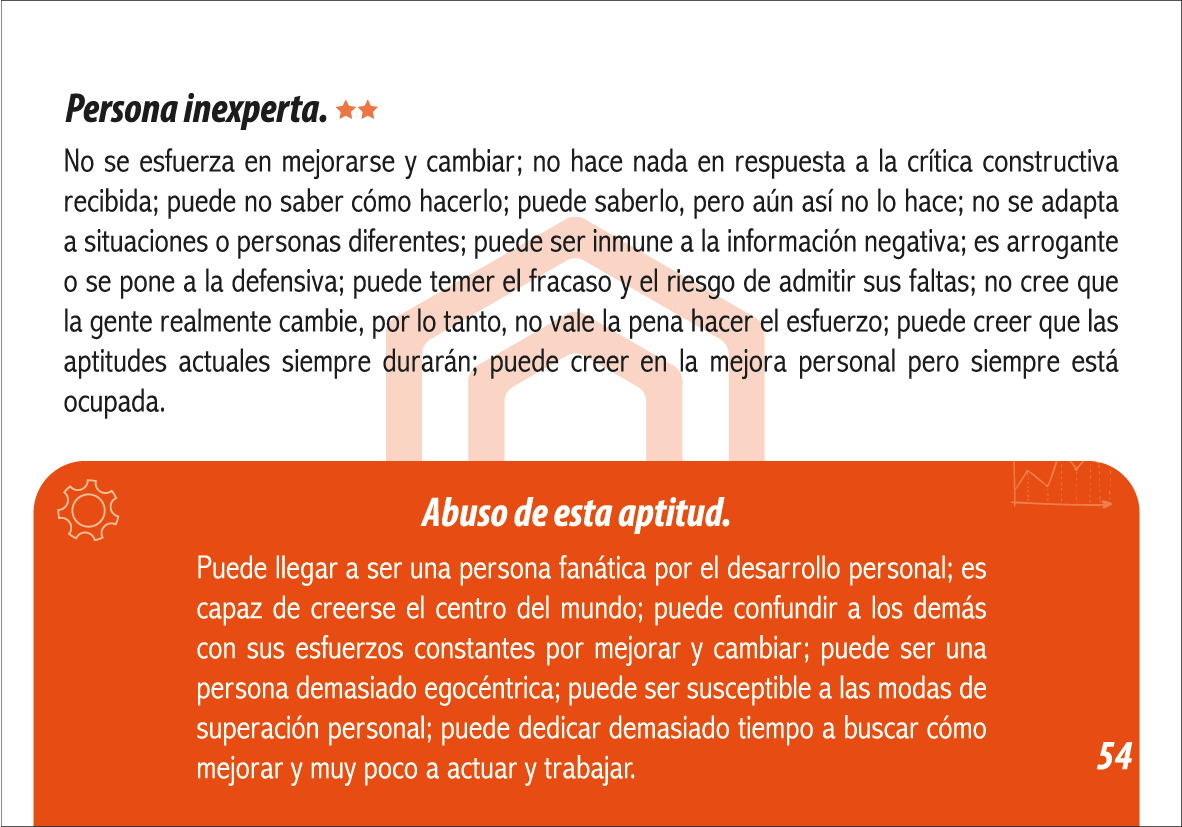 Persona inexperta.
No se esfuerza en mejorarse y cambiar; no hace nada en respuesta a la crítica constructiva
recibida; puede no saber cómo hacerlo; puede saberlo, pero aún así no lo hace; no se adapta
a situaciones o personas diferentes; puede ser inmune a la información negativa; es arrogante
o se pone a la defensiva; puede temer el fracaso y el riesgo de admitir sus faltas; no cree que
la gente realmente cambie, por lo tanto, no vale la pena hacer el esfuerzo; puede creer que las
aptitudes actuales siempre durarán; puede creer en la mejora personal pero siempre está
ocupada.
Abuso de esta aptitud.
Puede llegar a ser una persona fanática por el desarrollo personal; es
capaz de creerse el centro del mundo; puede confundir a los demás
con sus esfuerzos constantes por mejorar y cambiar; puede ser una
persona demasiado egocéntrica; puede ser susceptible a las modas de
superación personal; puede dedicar demasiado tiempo a buscar cómo
mejorar y muy poco a actuar y trabajar.
54